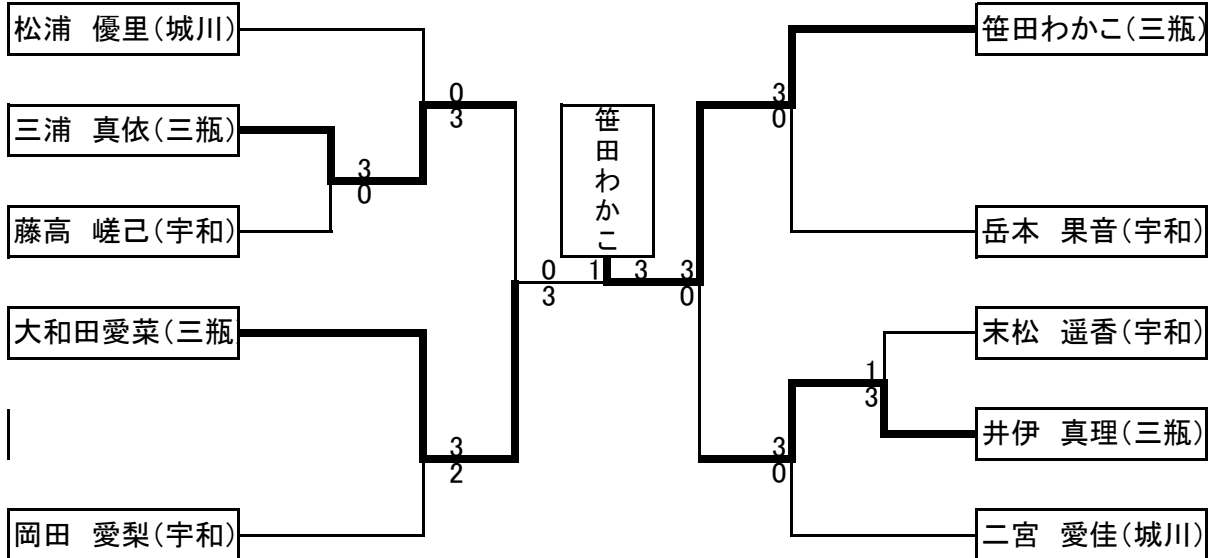 松浦　優里(城川)
三浦　真依(三瓶)
藤高　嵯己(宇和)
大和田愛菜(三瓶
岡田　愛梨(宇和)
0
3
3
0
3
2
0
3
1
3
笹田わかこ
3
0
3
0
1
3
3
0
笹田わかこ(三瓶)
岳本　果音(宇和)
末松　遥香(宇和)
井伊　真理(三瓶)
二宮　愛佳(城川)